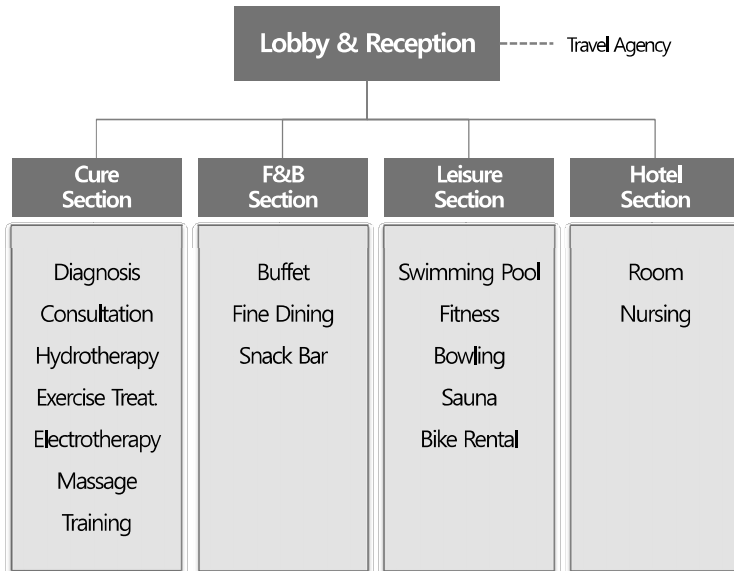 Lobby & Reception
Travel Agency
Cure
Section
Diagnosis
Consultation
Hydrotherapy
Exercise Treat.
Electrotherapy
Massage
Training
F&B
Section
Buffet
Fine Dining
Snack Bar
Leisure
Section
Swimming Pool
Fitness
Bowling
Sauna
Bike Rental
Hotel
Section
Room
Nursing